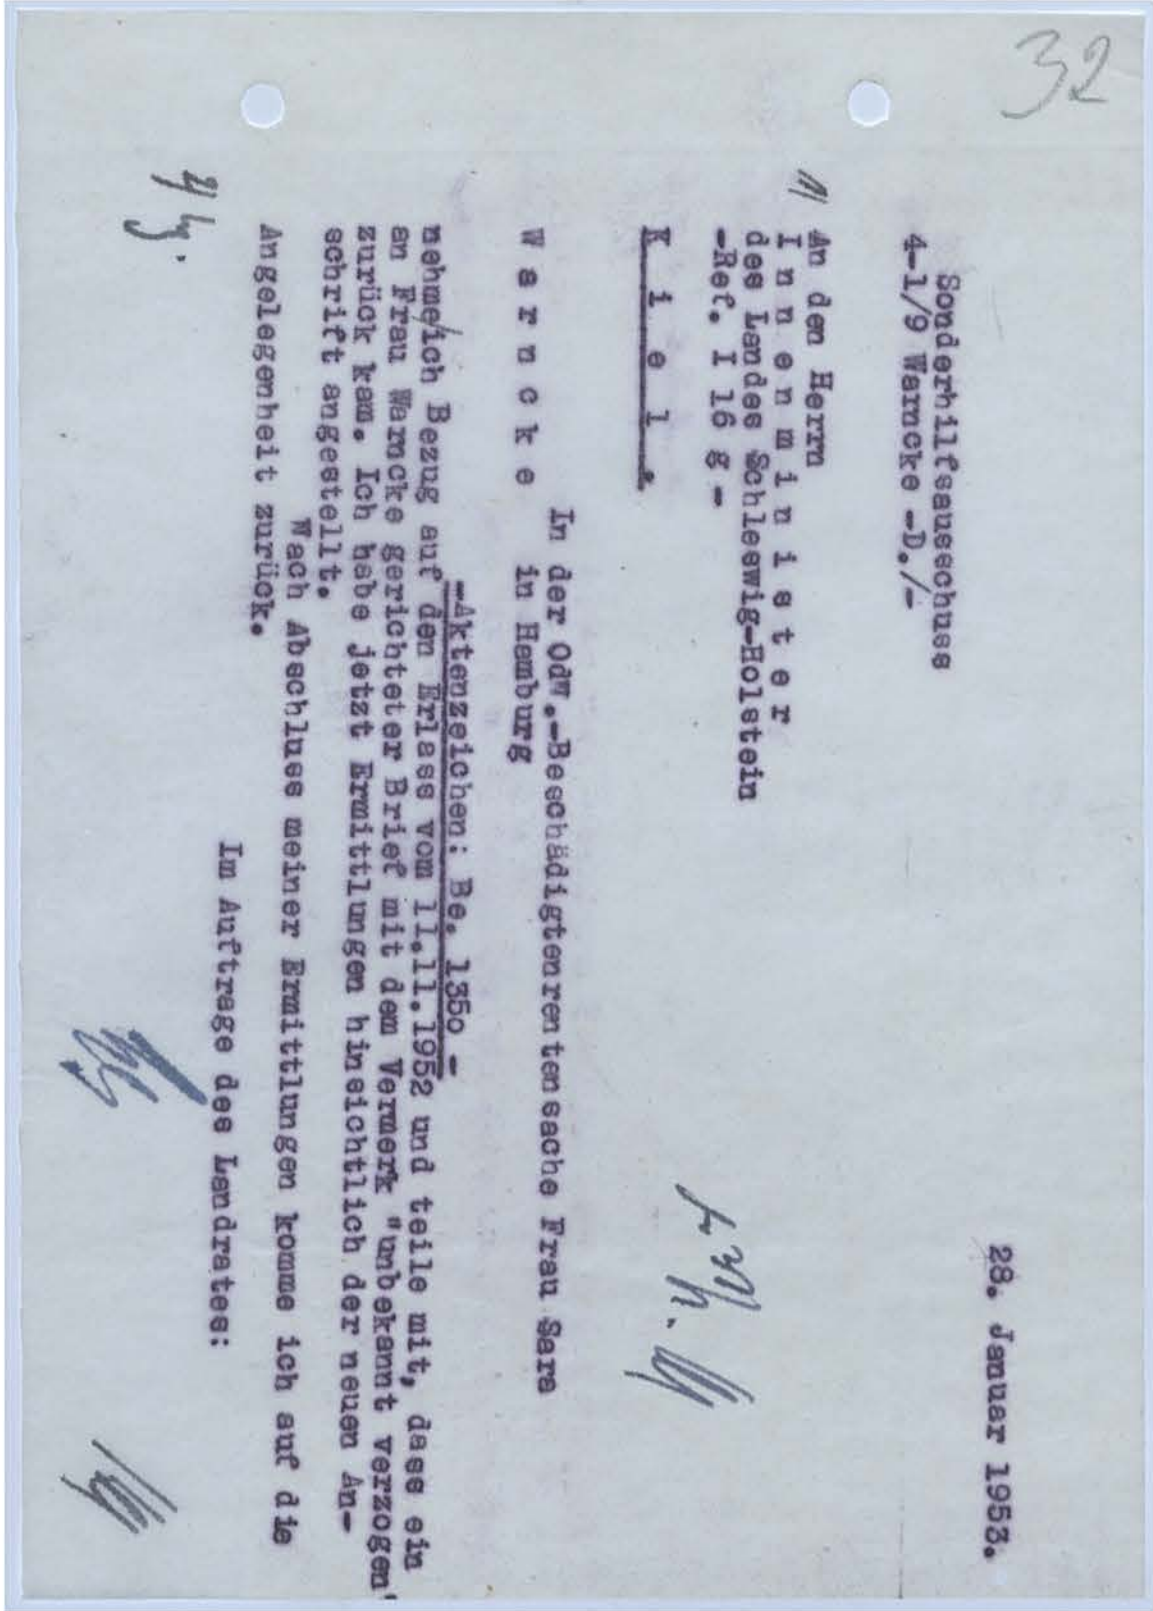 32
28. Januar 1953.
Sonderhilfsausschuss
4-1/9 Warncke -D./-
1/ An den Herrn
I n n e n m i n i s t e r
des Landes Schleswig-Holstein
-Ref. I 16 g -
K i e l .
In der OdN.-Beschädigtenrentensache Frau Sara
W a r n c k e in Hamburg
-Aktenzeichen: Be. 135o -
nehme/ich Bezug auf den Erlass vom 11.11.1952 und teile mit, dass ein
an Frau Warncke gerichteter Brief mit dem Vermerk "unbekannt verzogen"
zurück kam. Ich habe jetzt Ermittlungen hinsichtlich der neuen An-
schrift angestellt.
Nach Abschluss meiner Ermittlungen komme ich auf die
Angelegenheit zurück.
Im Auftrage des Landrates: